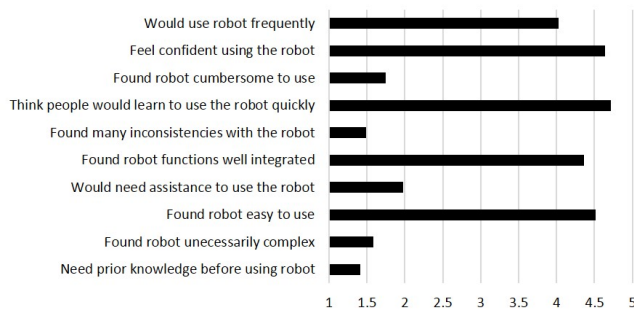 Would use robot frequently
Feel confident using the robot
Found robot cumbersome to use
Think people would learn to use the robot quickly
Found many inconsistencies with the robot
Found robot functions well integrated
Would need assistance to use the robot
Found robot easy to use
Found robot unecessarily complex
Need prior knowledge before using robot
1 1.5 2 2.5 3 3.5 4 4.5 5